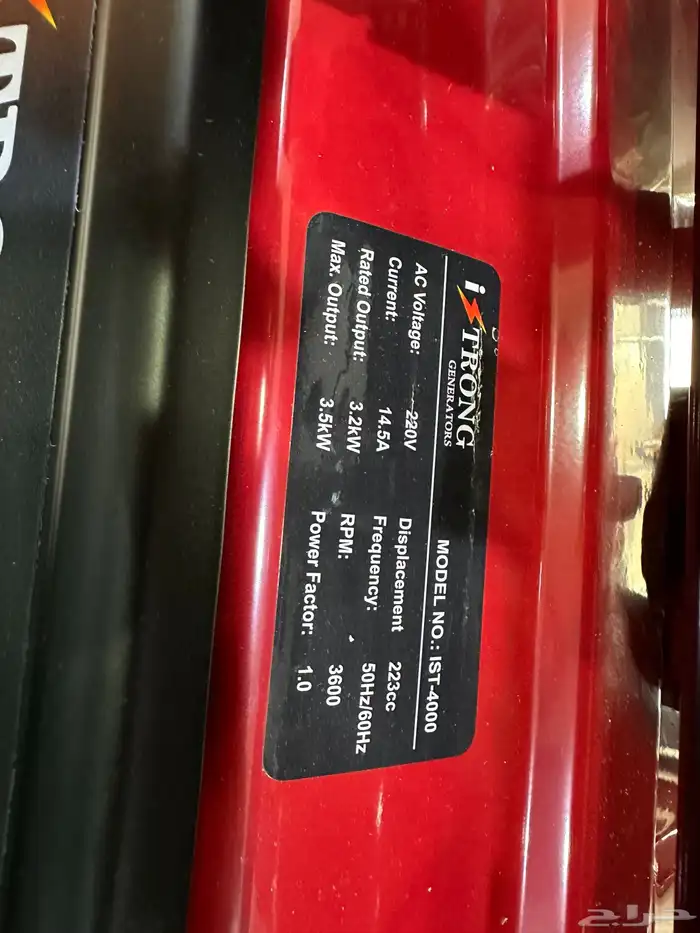 iSTRONG
GENERATORS
MODEL NO.: IST-4000
AC Voltage: 220V
Displacement 223cc
Current: 14.5A
Frequency: 50Hz/60Hz
Rated Output: 3.2kW
RPM: 3600
Max. Output: 3.5kW
Power Factor: 1.0
حراج